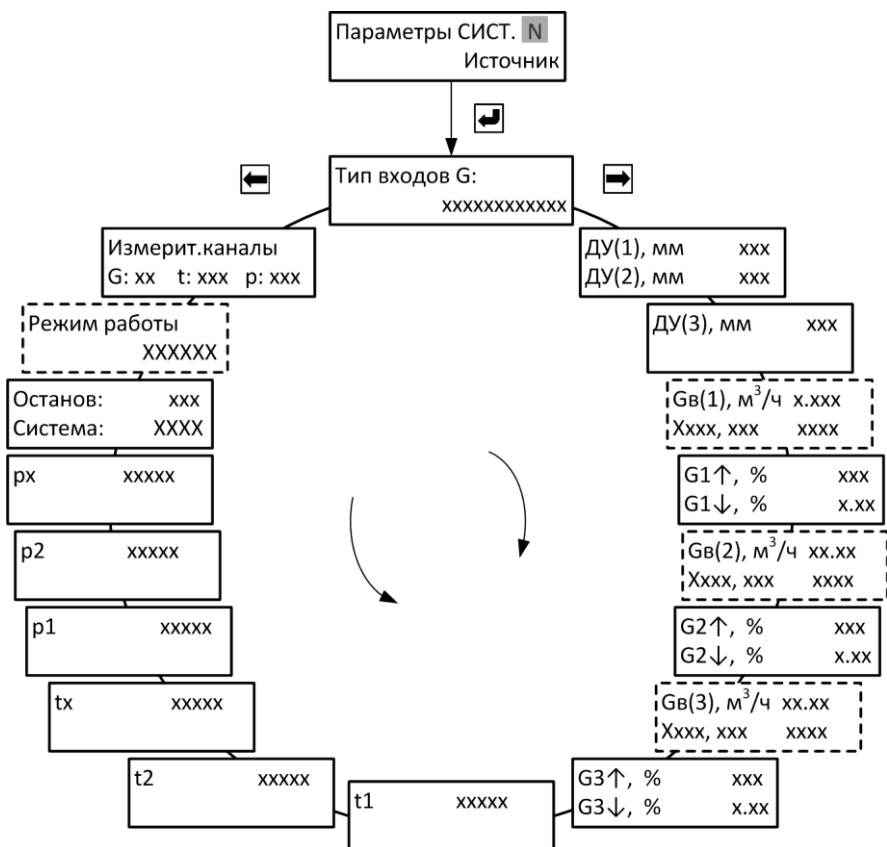 Параметры СИСТ. N
Источник
Тип входов G:
xxxxxxxxxxxx
ДУ(1), мм xxx
ДУ(2), мм xxx
ДУ(3), мм xxx
Gв(1), м³/ч x.xxx
Xxxx, xxx xxxx
G1↑, % xxx
G1↓, % x.xx
Gв(2), м³/ч xx.xx
Xxxx, xxx xxxx
G2↑, % xxx
G2↓, % x.xx
Gв(3), м³/ч xx.xx
Xxxx, xxx xxxx
G3↑, % xxx
G3↓, % x.xx
t1 xxxxx
t2 xxxxx
tx xxxxx
p1 xxxxx
p2 xxxxx
px xxxxx
Останов: xxx
Система: XXXX
Режим работы
XXXXXX
Измерит.каналы
G: xx t: xxx p: xxx